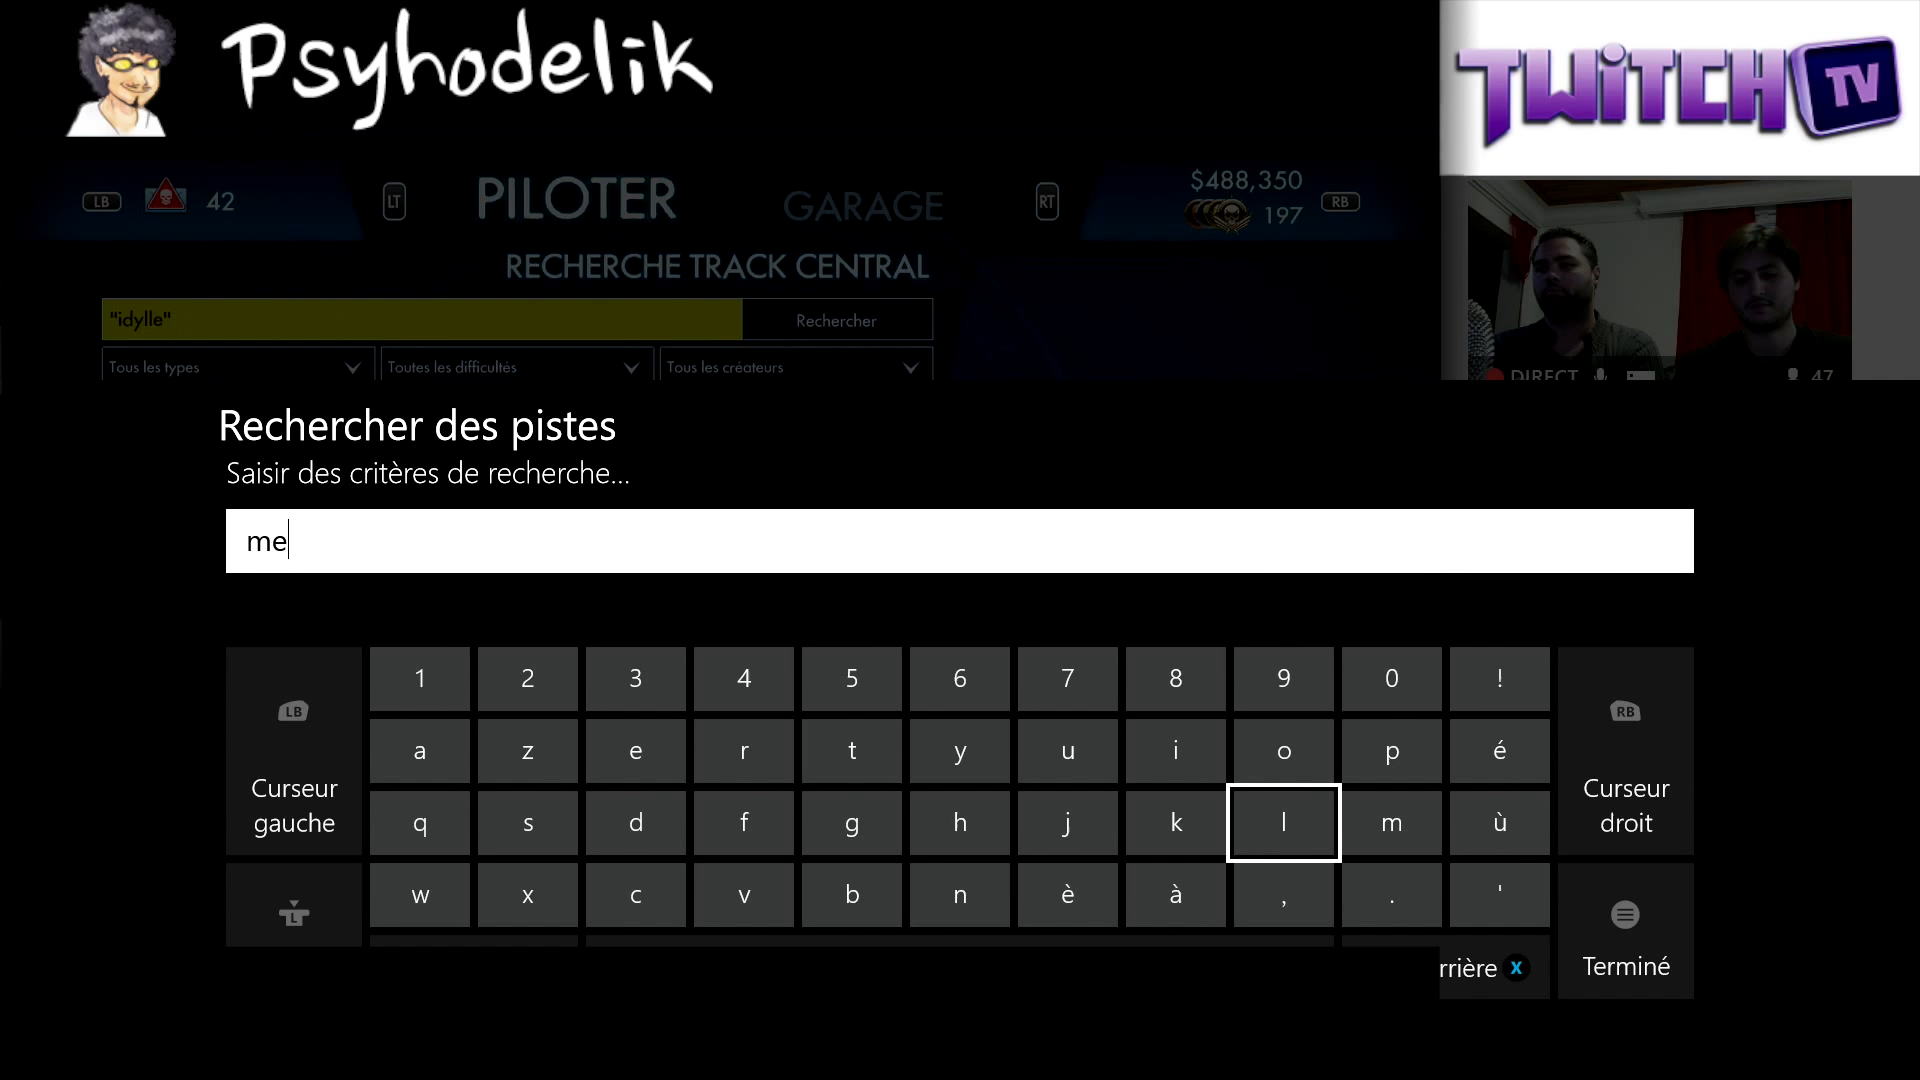 Psyhodelik
TWiTCH TV
LB 42 LT PILOTER GARAGE RT $488,350
197 RB
RECHERCHE TRACK CENTRAL
"idylle" Rechercher
Tous les types Toutes les difficultés Tous les créateurs
DIRECT 47
Rechercher des pistes
Saisir des critères de recherche...
me
1 2 3 4 5 6 7 8 9 0 !
LB RB
a z e r t y u i o p é
Curseur gauche
Curseur droit
q s d f g h j k l m ù
w x c v b n è à , . '
L
rrière X
Terminé